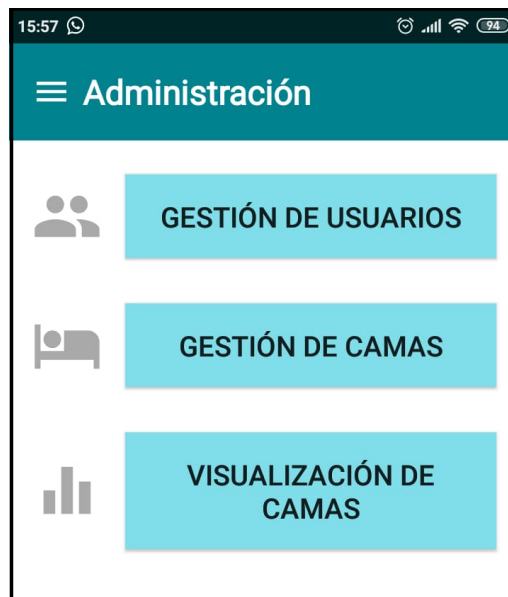 15:57 94
Administración
GESTIÓN DE USUARIOS
GESTIÓN DE CAMAS
VISUALIZACIÓN DE
CAMAS